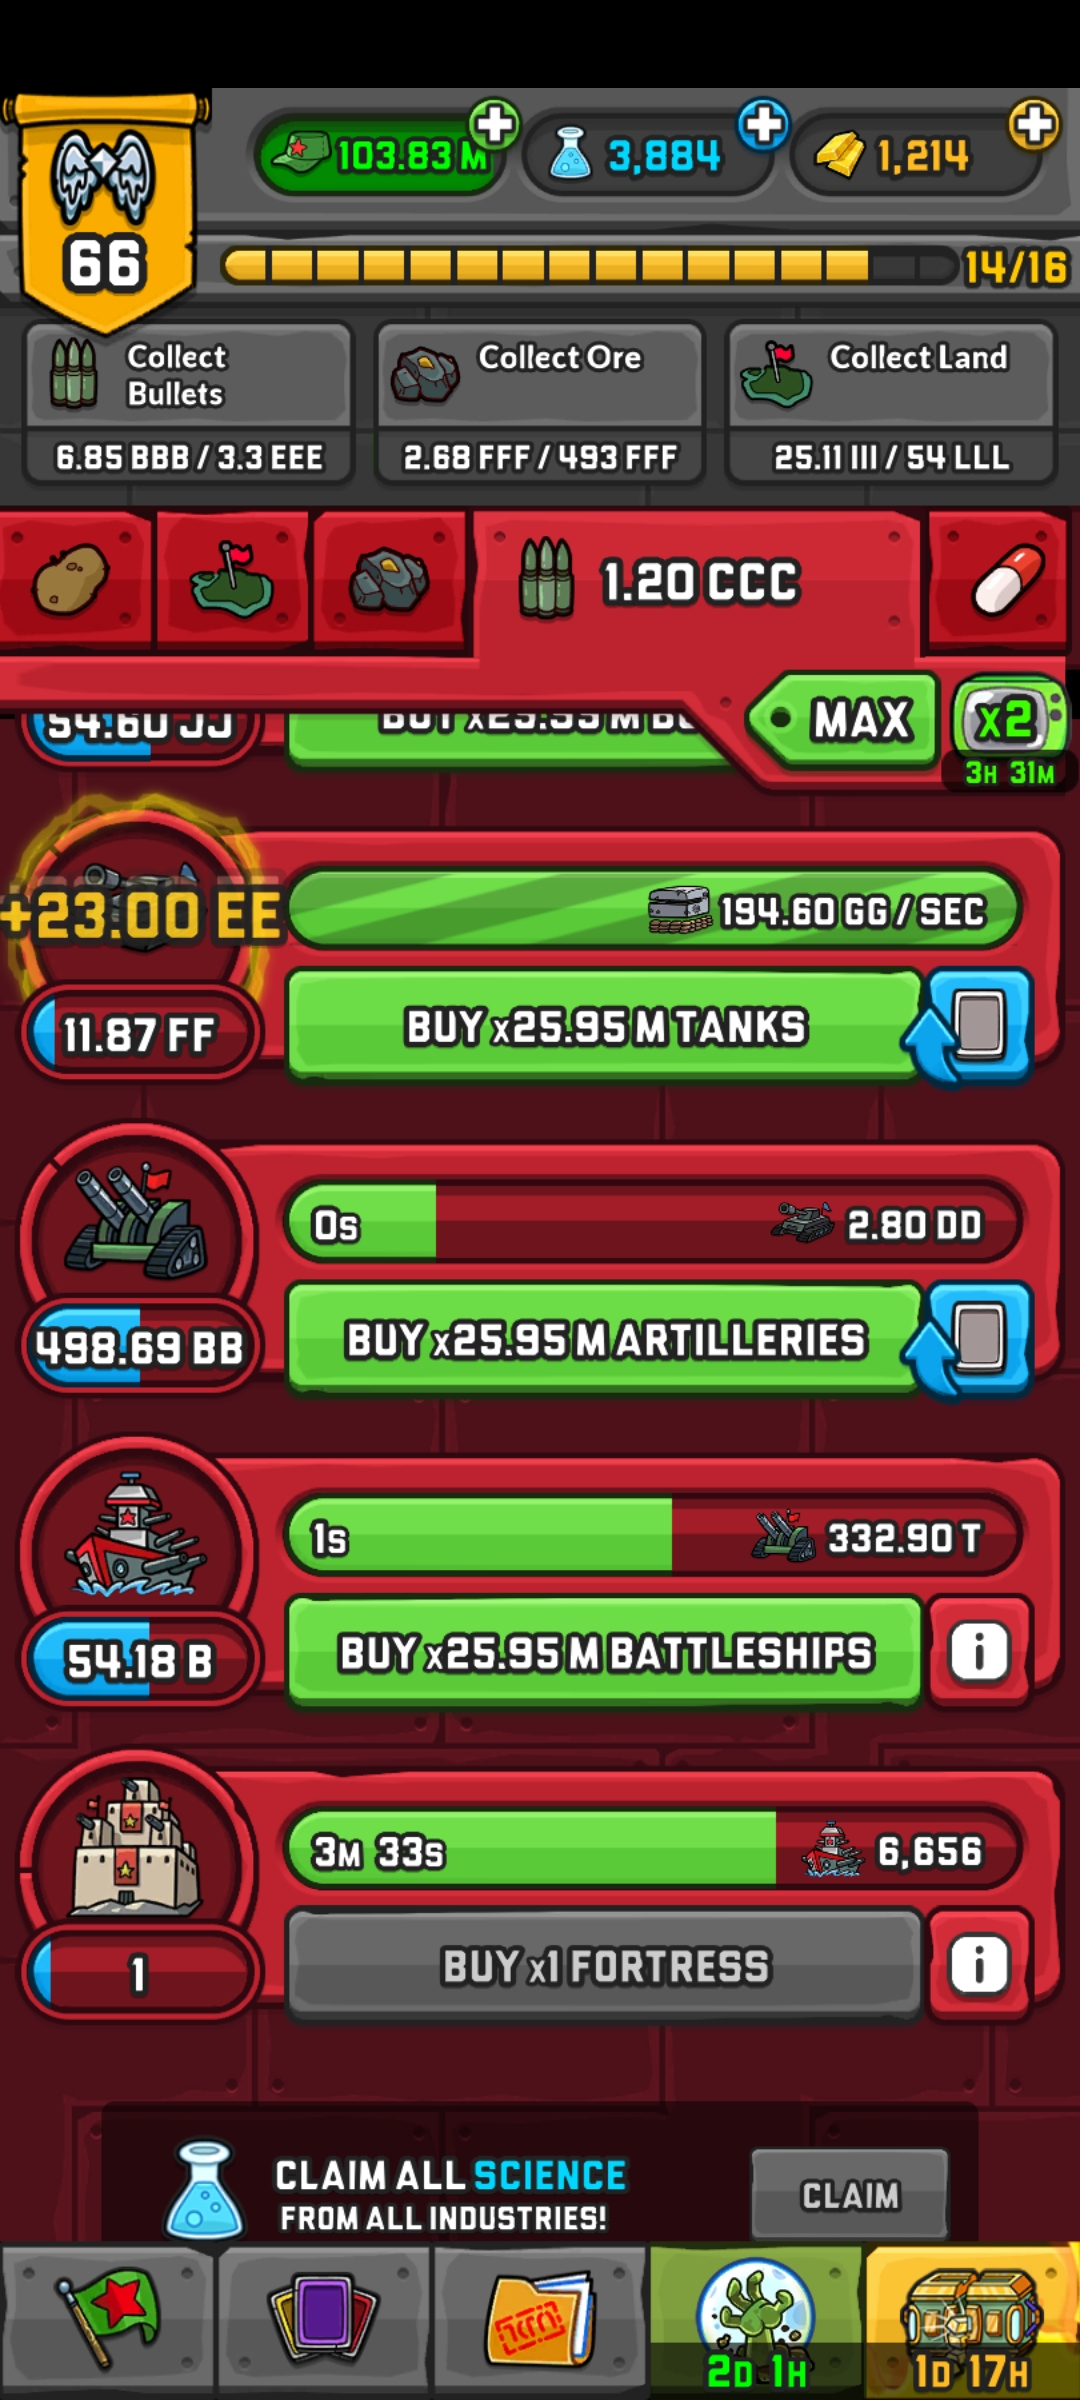 103.83 M
3,884
1,214
66
14/16
Collect
Bullets
Collect Ore
Collect Land
6.85 BBB / 3.3 EEE
2.68 FFF / 493 FFF
25.11 III / 54 LLL
1.20 CCC
54.60 JJ
MAX
x2
3H 31M
+23.00 EE
194.60 GG / SEC
11.87 FF
BUY x25.95 M TANKS
0s
2.80 DD
498.69 BB
BUY x25.95 M ARTILLERIES
1s
332.90 T
54.18 B
BUY x25.95 M BATTLESHIPS
i
3M 33s
6,656
1
BUY x1 FORTRESS
i
CLAIM ALL SCIENCE
FROM ALL INDUSTRIES!
CLAIM
2D 1H
1D 17H